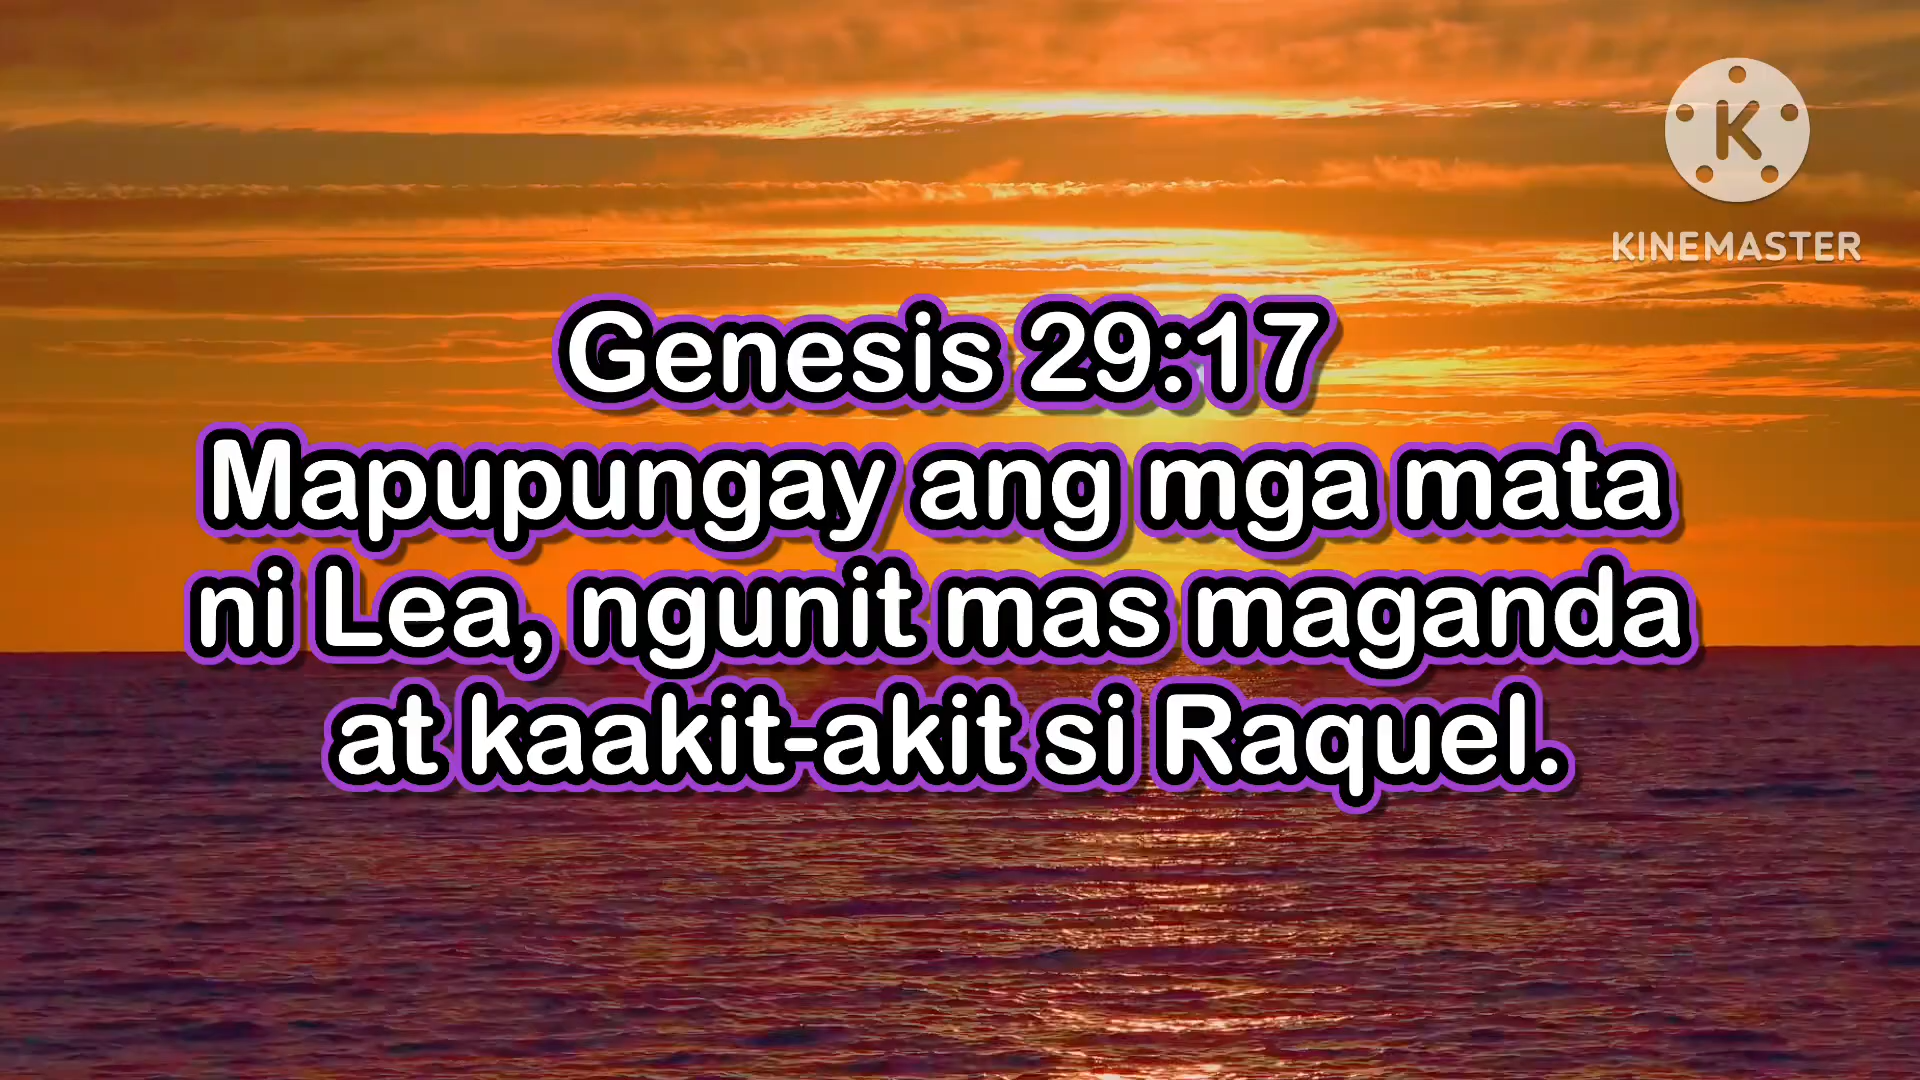 K
KINEMASTER
Genesis 29:17
Mapupungay ang mga mata
ni Lea, ngunit mas maganda
at kaakit-akit si Raquel.